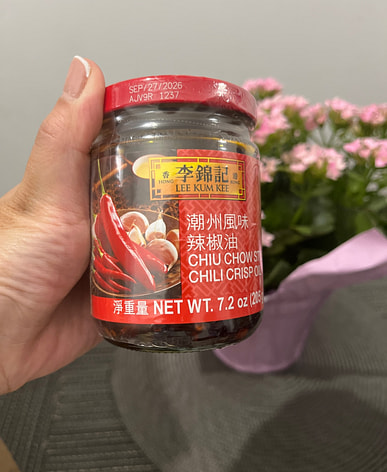 SEP/27/2026
AJV9R 1237
李錦記
LEE KUM KEE
潮州風味
辣椒油
CHIU CHOW
CHILI CRISP
淨重量 NET WT. 7.2 oz